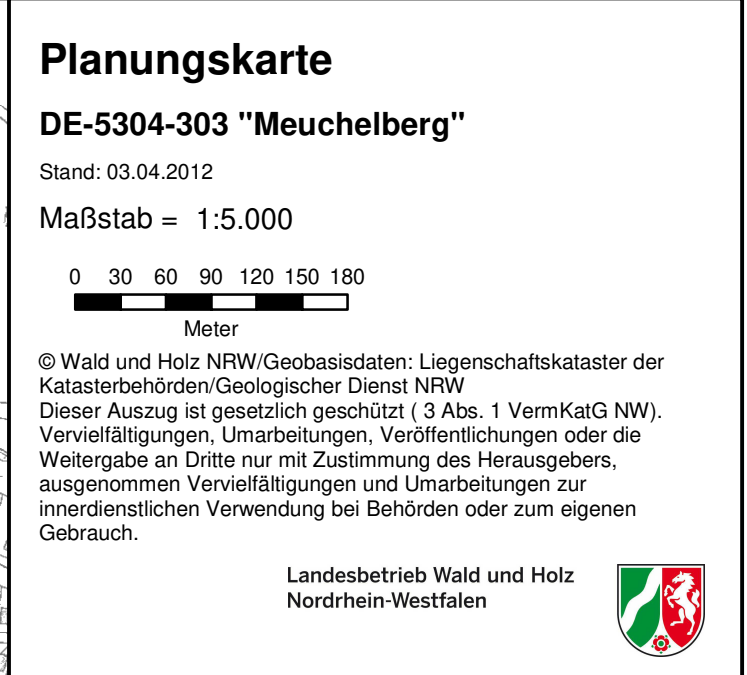 Planungskarte
DE-5304-303 "Meuchelberg"
Stand: 03.04.2012
Maßstab = 1:5.000
0 30 60 90 120 150 180
Meter
© Wald und Holz NRW/Geobasisdaten: Liegenschaftskataster der
Katasterbehörden/Geologischer Dienst NRW
Dieser Auszug ist gesetzlich geschützt ( 3 Abs. 1 VermKatG NW).
Vervielfältigungen, Umarbeitungen, Veröffentlichungen oder die
Weitergabe an Dritte nur mit Zustimmung des Herausgebers,
ausgenommen Vervielfältigungen und Umarbeitungen zur
innerdienstlichen Verwendung bei Behörden oder zum eigenen
Gebrauch.
Landesbetrieb Wald und Holz
Nordrhein-Westfalen